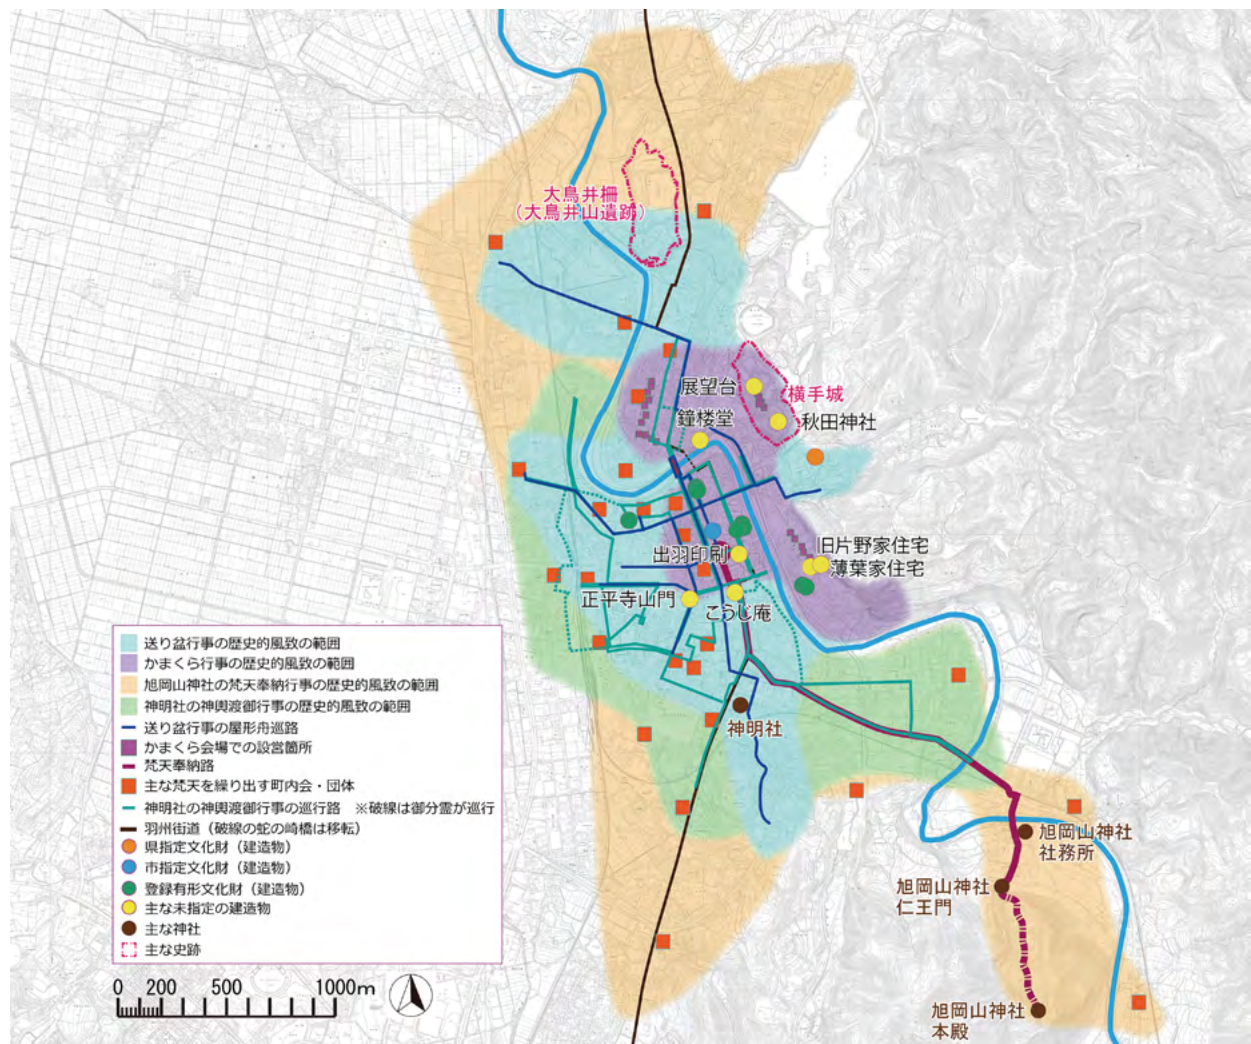 大鳥井柵
（大鳥井山遺跡）
展望台
横手城
鐘楼堂
秋田神社
出羽印刷
旧片野家住宅
薄葉家住宅
正平寺山門
こうじ庵
神明社
旭岡山神社
社務所
旭岡山神社
仁王門
旭岡山神社
本殿
送り盆行事の歴史的風致の範囲
かまくら行事の歴史的風致の範囲
旭岡山神社の梵天奉納行事の歴史的風致の範囲
神明社の神輿渡御行事の歴史的風致の範囲
送り盆行事の屋形舟巡路
かまくら会場での設営箇所
梵天奉納路
主な梵天を繰り出す町内会・団体
神明社の神輿渡御行事の巡行路　※破線は御分霊が巡行
羽州街道（破線の蛇の崎橋は移転）
県指定文化財（建造物）
市指定文化財（建造物）
登録有形文化財（建造物）
主な未指定の建造物
主な神社
主な史跡
0 200 500 1000m